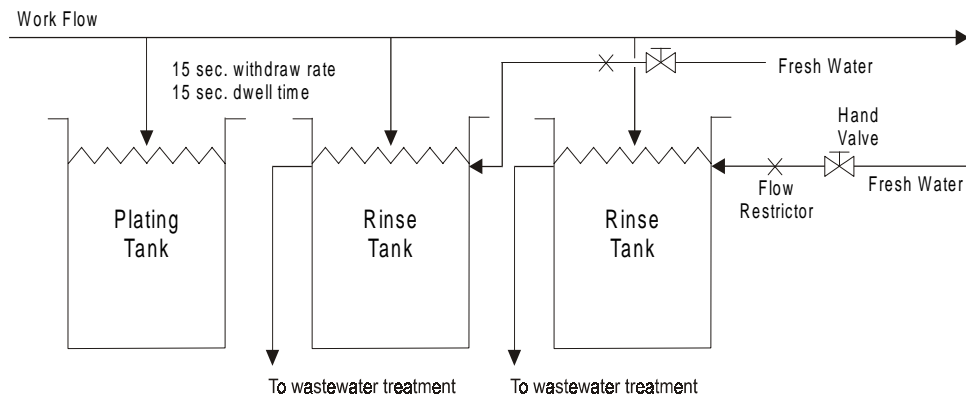 Work Flow
15 sec. withdraw rate
15 sec. dwell time
Fresh Water
Hand
Valve
Fresh Water
Flow
Restrictor
Plating
Tank
Rinse
Tank
Rinse
Tank
To wastewater treatment
To wastewater treatment